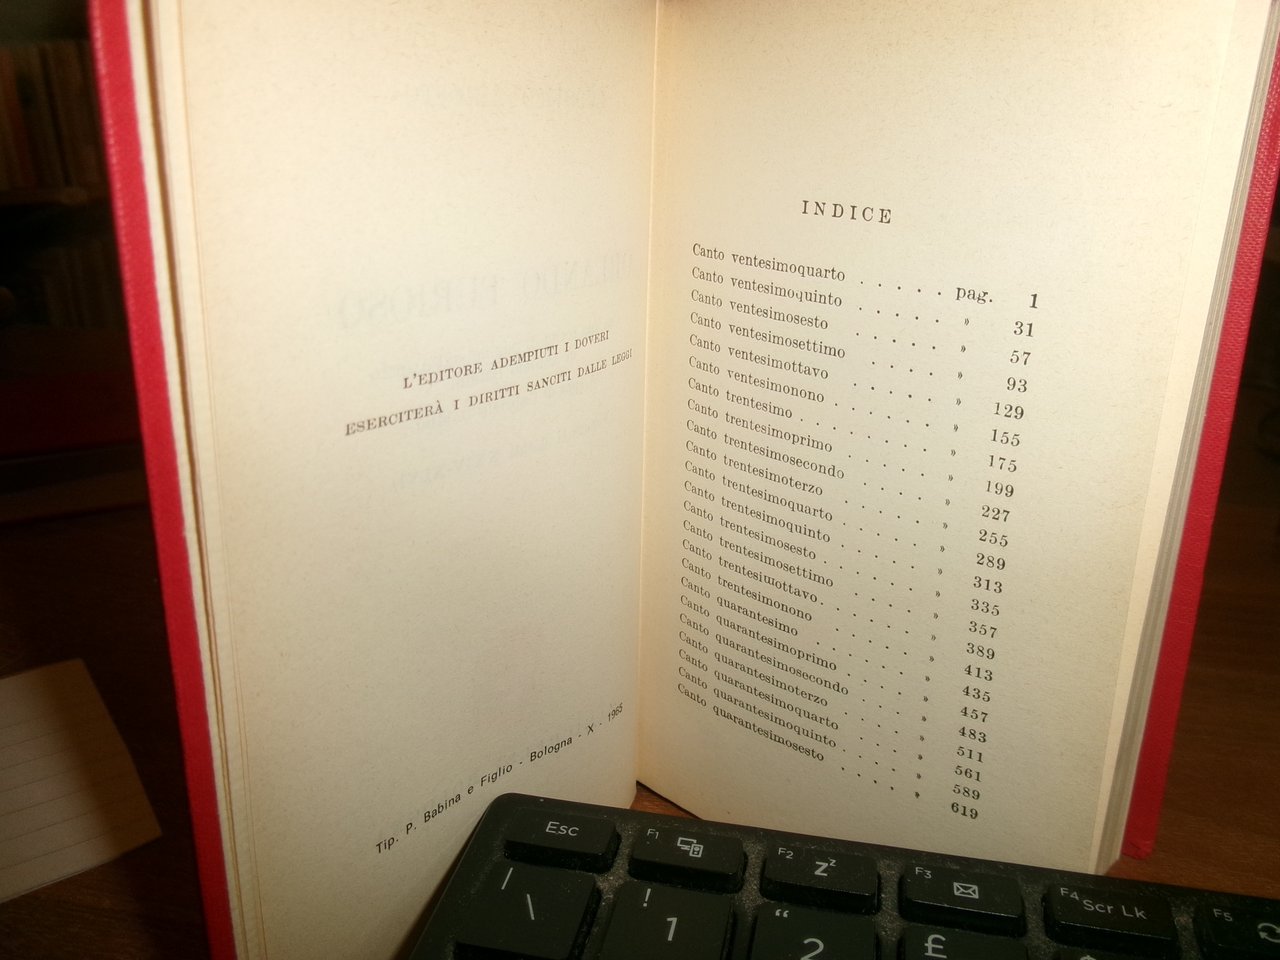 L'EDITORE ADEMPIUTI I DOVERI
ESERCITERÀ I DIRITTI SANCITI DALLE LEGGI
Tip. P. Babina e Figlio - Bologna - X - 1965
INDICE
Canto ventesimoquarto . . . . . pag. 1
Canto ventesimoquinto . . . . . » 31
Canto ventesimosesto . . . . . » 57
Canto ventesimosettimo . . . . » 93
Canto ventesimottavo . . . . . » 129
Canto ventesimonono . . . . . . » 155
Canto trentesimo . . . . . . . » 175
Canto trentesimoprimo . . . . . » 199
Canto trentesimosecondo . . . . » 227
Canto trentesimoterzo . . . . . » 255
Canto trentesimoquarto . . . . . » 289
Canto trentesimoquinto . . . . . » 313
Canto trentesimosesto . . . . . » 335
Canto trentesimosettimo . . . . » 357
Canto trentesimottavo . . . . . » 389
Canto trentesimonono . . . . . » 413
Canto quarantesimo . . . . . . » 435
Canto quarantesimoprimo . . . . » 457
Canto quarantesimosecondo . . . . » 483
Canto quarantesimoterzo . . . . » 511
Canto quarantesimoquarto . . . . » 561
Canto quarantesimoquinto . . . . » 589
Canto quarantesimosesto . . . . » 619
Esc F1 F2 Zz F3 F4 Scr Lk F5
| ! “ £ $
\ 1 2